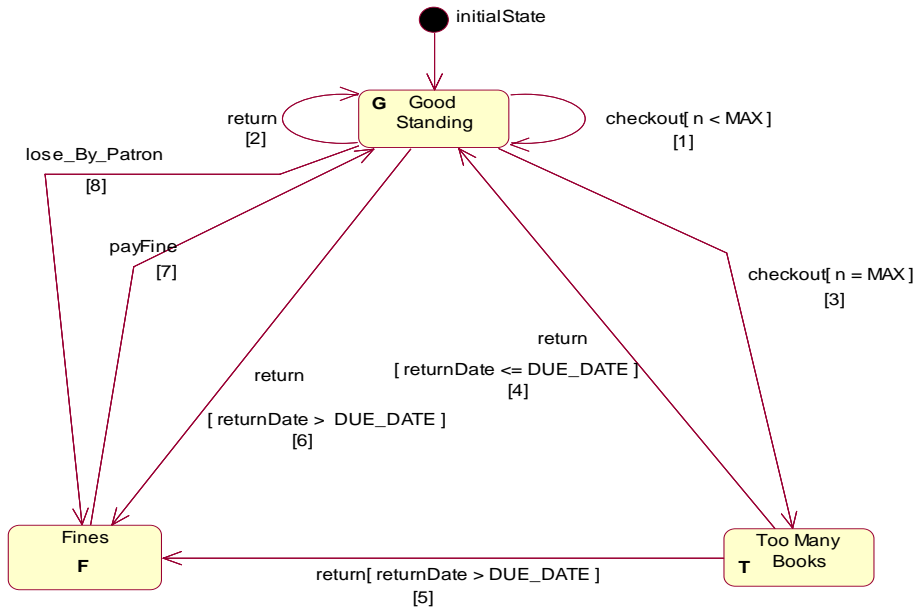 initialState
G Good
Standing
return
[2]
checkout[ n < MAX ]
[1]
lose_By_Patron
[8]
payFine
[7]
checkout[ n = MAX ]
[3]
return
[ returnDate <= DUE_DATE ]
[4]
return
[ returnDate > DUE_DATE ]
[6]
Fines
F
Too Many
Books
T
return[ returnDate > DUE_DATE ]
[5]